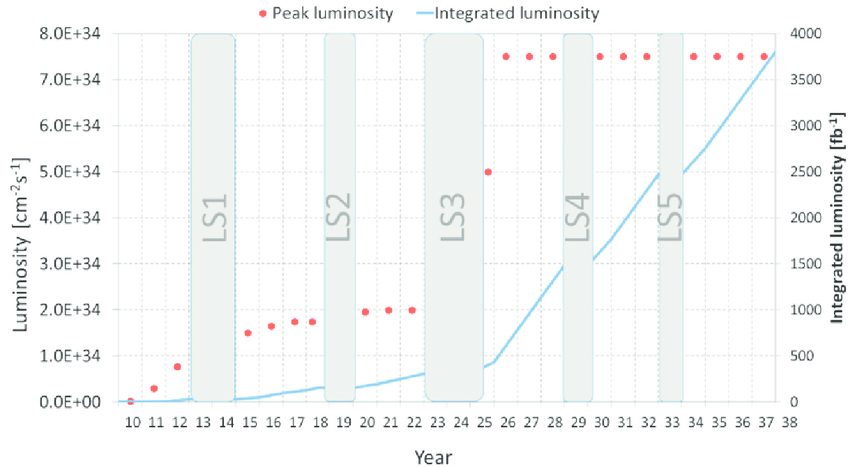 Peak luminosity Integrated luminosity
8.0E+34 4000
7.0E+34 3500
6.0E+34 3000
5.0E+34 2500
4.0E+34 2000
3.0E+34 1500
2.0E+34 1000
1.0E+34 500
0.0E+00 0
Luminosity [cm⁻²s⁻¹]
LS1 LS2 LS3 LS4 LS5
Integrated luminosity [fb⁻¹]
10 11 12 13 14 15 16 17 18 19 20 21 22 23 24 25 26 27 28 29 30 31 32 33 34 35 36 37 38
Year